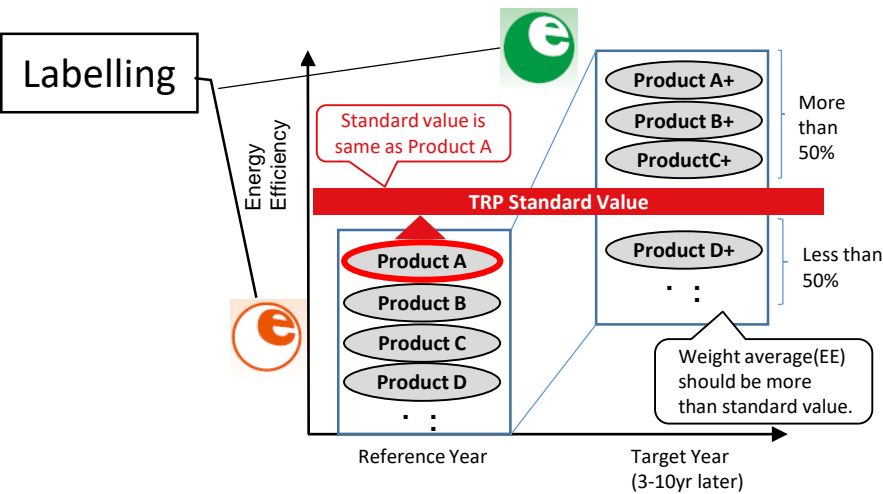 Labelling
e
Energy
Efficiency
Standard value is
same as Product A
Product A+
Product B+
ProductC+
More
than
50%
TRP Standard Value
Product A
Product B
Product C
Product D
. .
Product D+
. .
Less than
50%
e
Weight average(EE)
should be more
than standard value.
Reference Year
Target Year
(3-10yr later)